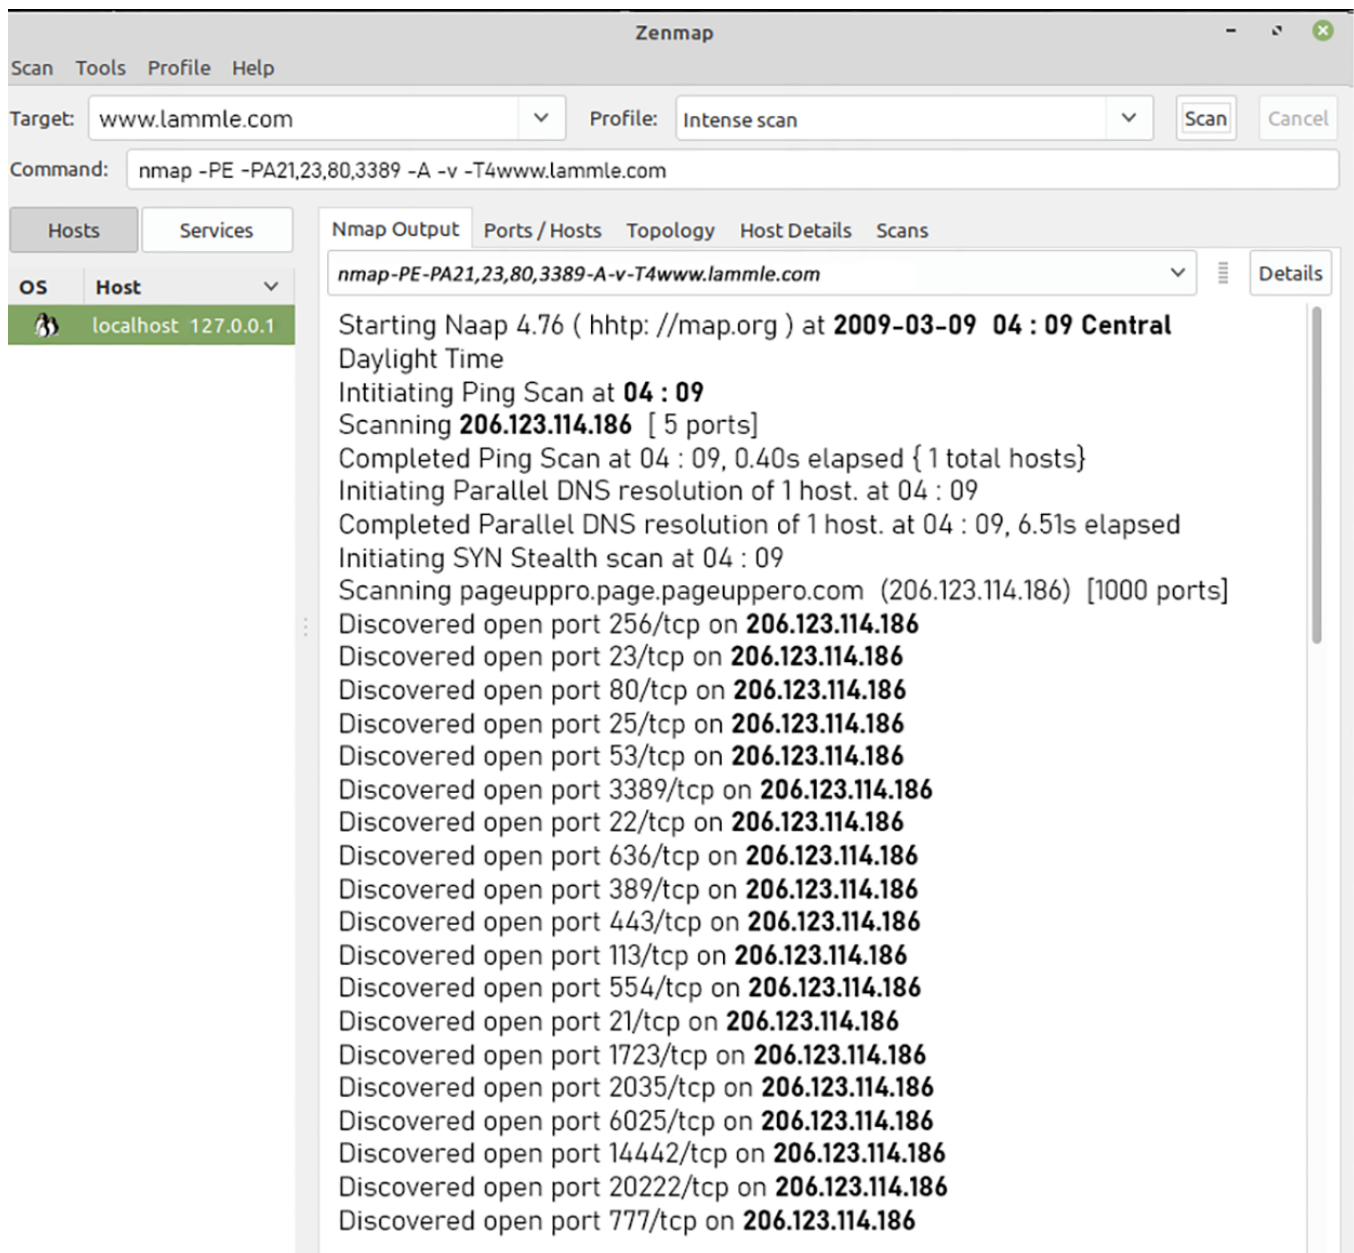 Zenmap
Scan Tools Profile Help
Target: www.lammle.com Profile: Intense scan Scan Cancel
Command: nmap -PE -PA21,23,80,3389 -A -v -T4www.lammle.com
Hosts Services
Nmap Output Ports / Hosts Topology Host Details Scans
OS Host
nmap-PE-PA21,23,80,3389-A-v-T4www.lammle.com Details
localhost 127.0.0.1
Starting Naap 4.76 ( hhtp: //map.org ) at 2009-03-09 04 : 09 Central
Daylight Time
Intitiating Ping Scan at 04 : 09
Scanning 206.123.114.186 [ 5 ports]
Completed Ping Scan at 04 : 09, 0.40s elapsed { 1 total hosts}
Initiating Parallel DNS resolution of 1 host. at 04 : 09
Completed Parallel DNS resolution of 1 host. at 04 : 09, 6.51s elapsed
Initiating SYN Stealth scan at 04 : 09
Scanning pageuppro.page.pageuppero.com (206.123.114.186) [1000 ports]
Discovered open port 256/tcp on 206.123.114.186
Discovered open port 23/tcp on 206.123.114.186
Discovered open port 80/tcp on 206.123.114.186
Discovered open port 25/tcp on 206.123.114.186
Discovered open port 53/tcp on 206.123.114.186
Discovered open port 3389/tcp on 206.123.114.186
Discovered open port 22/tcp on 206.123.114.186
Discovered open port 636/tcp on 206.123.114.186
Discovered open port 389/tcp on 206.123.114.186
Discovered open port 443/tcp on 206.123.114.186
Discovered open port 113/tcp on 206.123.114.186
Discovered open port 554/tcp on 206.123.114.186
Discovered open port 21/tcp on 206.123.114.186
Discovered open port 1723/tcp on 206.123.114.186
Discovered open port 2035/tcp on 206.123.114.186
Discovered open port 6025/tcp on 206.123.114.186
Discovered open port 14442/tcp on 206.123.114.186
Discovered open port 20222/tcp on 206.123.114.186
Discovered open port 777/tcp on 206.123.114.186